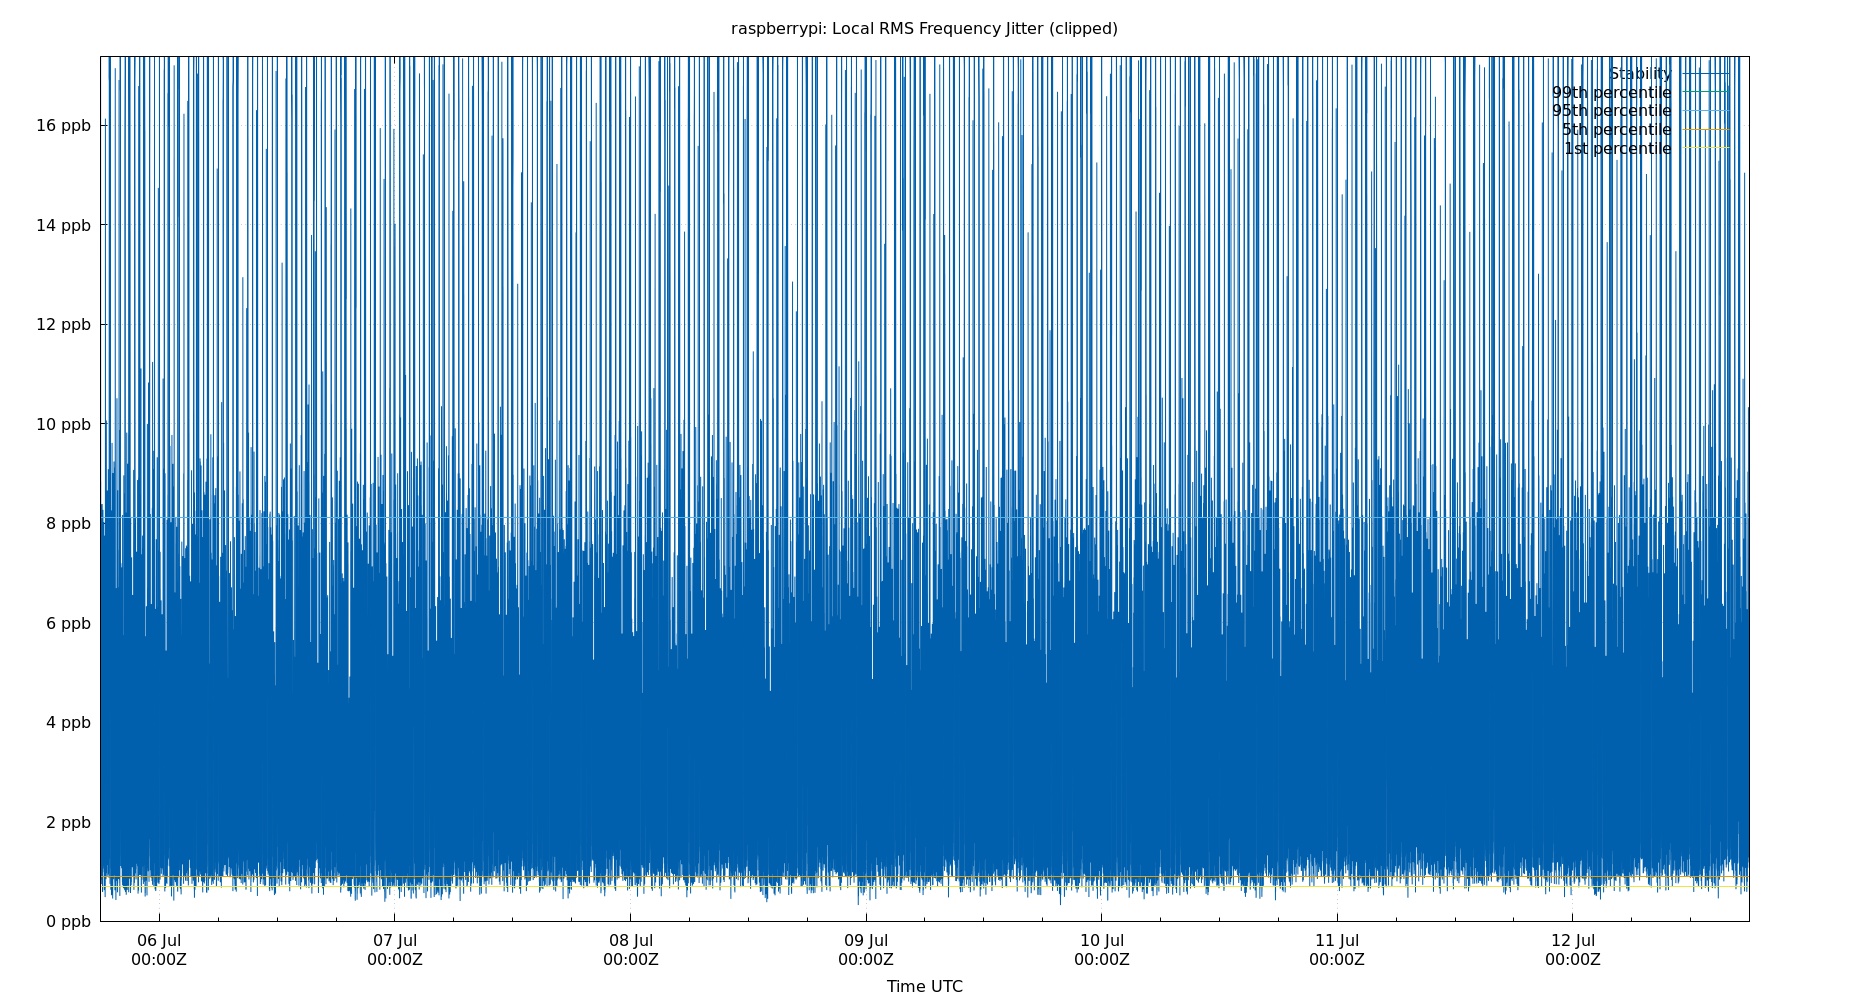 raspberrypi: Local RMS Frequency Jitter (clipped)
Stability
99th percentile
95th percentile
5th percentile
1st percentile
16 ppb
14 ppb
12 ppb
10 ppb
8 ppb
6 ppb
4 ppb
2 ppb
0 ppb
06 Jul 07 Jul 08 Jul 09 Jul 10 Jul 11 Jul 12 Jul
00:00Z 00:00Z 00:00Z 00:00Z 00:00Z 00:00Z 00:00Z
Time UTC